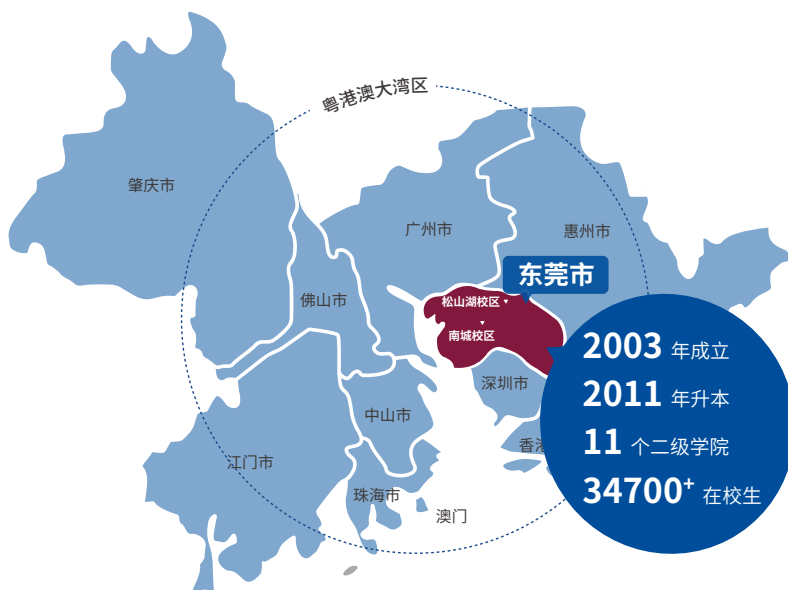 粤港澳大湾区
肇庆市
广州市
惠州市
东莞市
佛山市
松山湖校区
南城校区
2003 年成立
深圳市
2011 年升本
中山市
11 个二级学院
香港
江门市
34700+ 在校生
珠海市
澳门